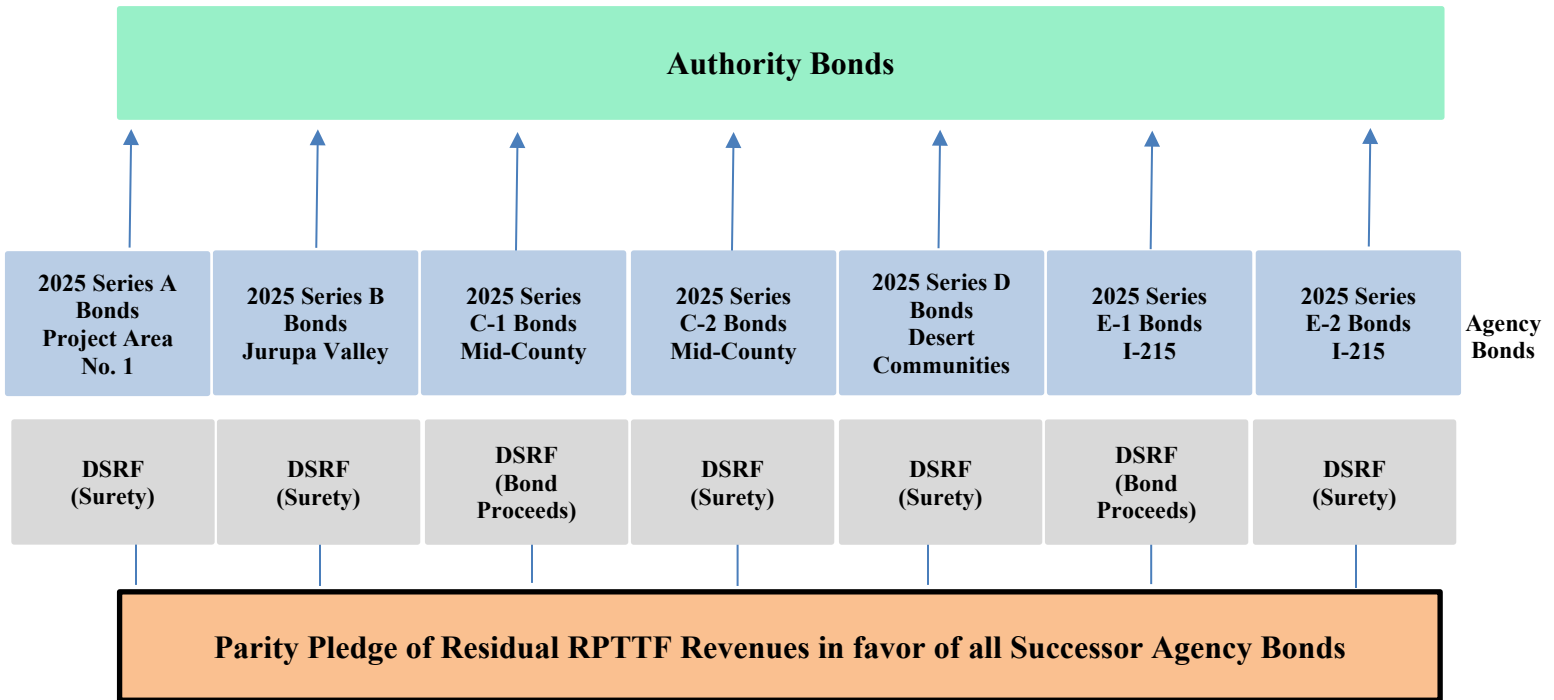 Authority Bonds
2025 Series A
Bonds
Project Area
No. 1
2025 Series B
Bonds
Jurupa Valley
2025 Series
C-1 Bonds
Mid-County
2025 Series
C-2 Bonds
Mid-County
2025 Series D
Bonds
Desert
Communities
2025 Series
E-1 Bonds
I-215
2025 Series
E-2 Bonds
I-215
Agency
Bonds
DSRF
(Surety)
DSRF
(Surety)
DSRF
(Bond
Proceeds)
DSRF
(Surety)
DSRF
(Surety)
DSRF
(Bond
Proceeds)
DSRF
(Surety)
Parity Pledge of Residual RPTTF Revenues in favor of all Successor Agency Bonds